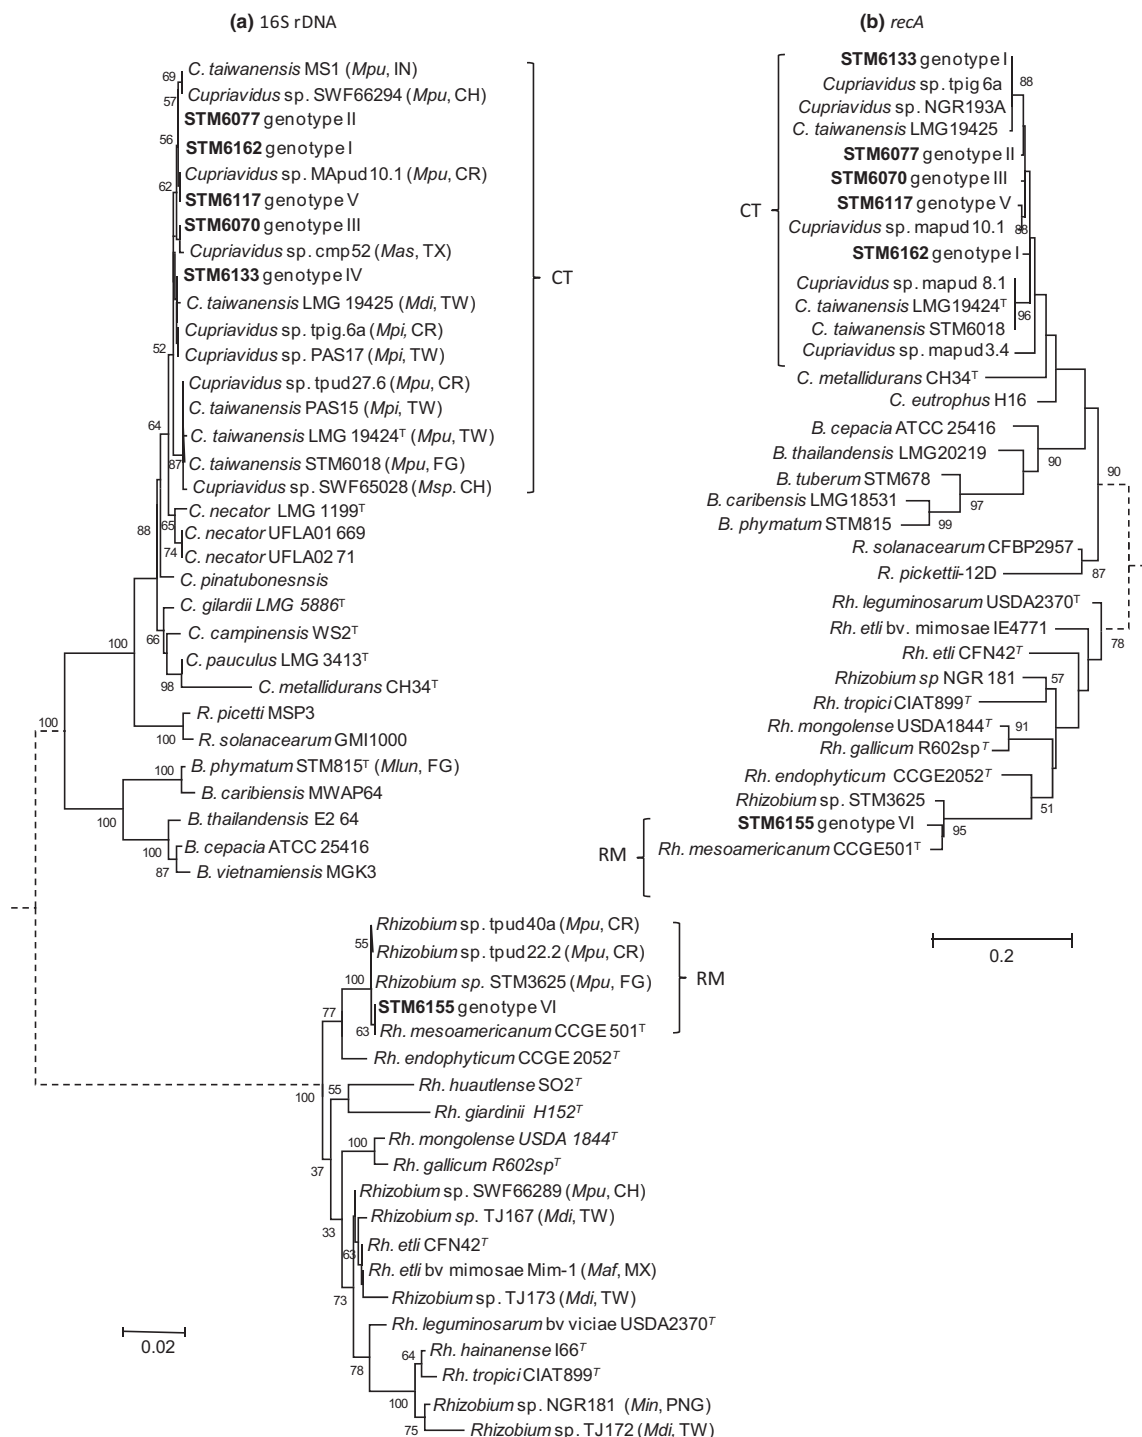 (a) 16S rDNA
C. taiwanensis MS1 (Mpu, IN)
Cupriavidus sp. SWF66294 (Mpu, CH)
STM6077 genotype II
STM6162 genotype I
Cupriavidus sp. MApud10.1 (Mpu, CR)
STM6117 genotype V
STM6070 genotype III
Cupriavidus sp. cmp52 (Mas, TX)
STM6133 genotype IV
C. taiwanensis LMG 19425 (Mdi, TW)
Cupriavidus sp. tpig.6a (Mpi, CR)
Cupriavidus sp. PAS17 (Mpi, TW)
Cupriavidus sp. tpud27.6 (Mpu, CR)
C. taiwanensis PAS15 (Mpi, TW)
C. taiwanensis LMG 19424T (Mpu, TW)
C. taiwanensis STM6018 (Mpu, FG)
Cupriavidus sp. SWF65028 (Msp. CH)
C. necator LMG 1199T
C. necator UFLA01 669
C. necator UFLA02 71
C. pinatubonesnsis
C. gilardii LMG 5886T
C. campinensis WS2T
C. pauculus LMG 3413T
C. metallidurans CH34T
R. picetti MSP3
R. solanacearum GMI1000
B. phymatum STM815T (Mlun, FG)
B. caribiensis MWAP64
B. thailandensis E2 64
B. cepacia ATCC 25416
B. vietnamiensis MGK3
CT
69
57
56
62
52
64
87
88
65
74
66
98
100
100
100
100
100
100
87
Rhizobium sp. tpud40a (Mpu, CR)
Rhizobium sp. tpud22.2 (Mpu, CR)
Rhizobium sp. STM3625 (Mpu, FG)
STM6155 genotype VI
Rh. mesoamericanum CCGE 501T
Rh. endophyticum CCGE 2052T
Rh. huautlense SO2T
Rh. giardinii H152T
Rh. mongolense USDA 1844T
Rh. gallicum R602spT
Rhizobium sp. SWF66289 (Mpu, CH)
Rhizobium sp. TJ167 (Mdi, TW)
Rh. etli CFN42T
Rh. etli bv mimosae Mim-1 (Maf, MX)
Rhizobium sp. TJ173 (Mdi, TW)
Rh. leguminosarum bv viciae USDA2370T
Rh. hainanense I66T
Rh. tropici CIAT899T
Rhizobium sp. NGR181 (Min, PNG)
Rhizobium sp. TJ172 (Mdi, TW)
RM
55
100
77
63
100
55
37
100
33
63
73
64
78
100
75
0.02
(b) recA
STM6133 genotype I
Cupriavidus sp. tpig 6a
Cupriavidus sp. NGR193A
C. taiwanensis LMG19425
STM6077 genotype II
STM6070 genotype III
STM6117 genotype V
Cupriavidus sp. mapud10.1
STM6162 genotype I
Cupriavidus sp. mapud 8.1
C. taiwanensis LMG19424T
C. taiwanensis STM6018
Cupriavidus sp. mapud3.4
C. metallidurans CH34T
C. eutrophus H16
B. cepacia ATCC 25416
B. thailandensis LMG20219
B. tuberum STM678
B. caribensis LMG18531
B. phymatum STM815
R. solanacearum CFBP2957
R. pickettii-12D
Rh. leguminosarum USDA2370T
Rh. etli bv. mimosae IE4771
Rh. etli CFN42T
Rhizobium sp NGR 181
Rh. tropici CIAT899T
Rh. mongolense USDA1844T
Rh. gallicum R602spT
Rh. endophyticum CCGE2052T
Rhizobium sp. STM3625
STM6155 genotype VI
Rh. mesoamericanum CCGE501T
CT
RM
88
88
96
90
97
99
90
87
78
57
91
51
95
0.2